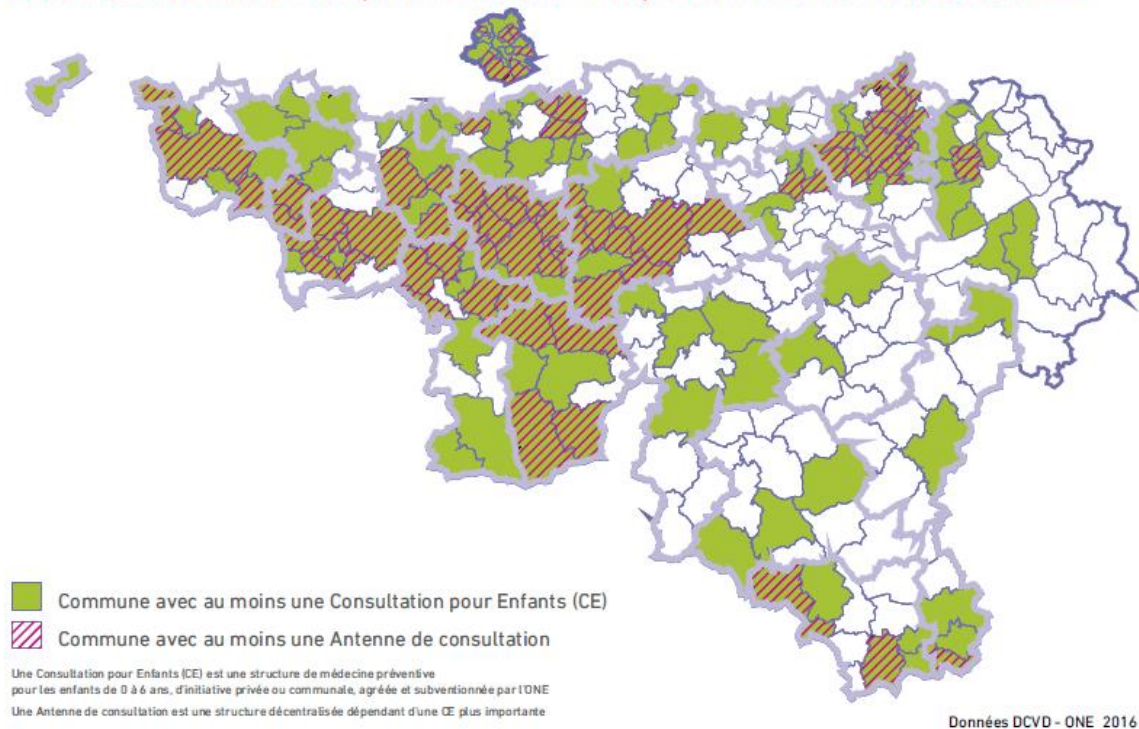 Commune avec au moins une Consultation pour Enfants (CE)
Commune avec au moins une Antenne de consultation
Une Consultation pour Enfants (CE) est une structure de médecine préventive
pour les enfants de 0 à 6 ans, d'initiative privée ou communale, agréée et subventionnée par l'ONE
Une Antenne de consultation est une structure décentralisée dépendant d'une CE plus importante
Données DCVD - ONE 2016